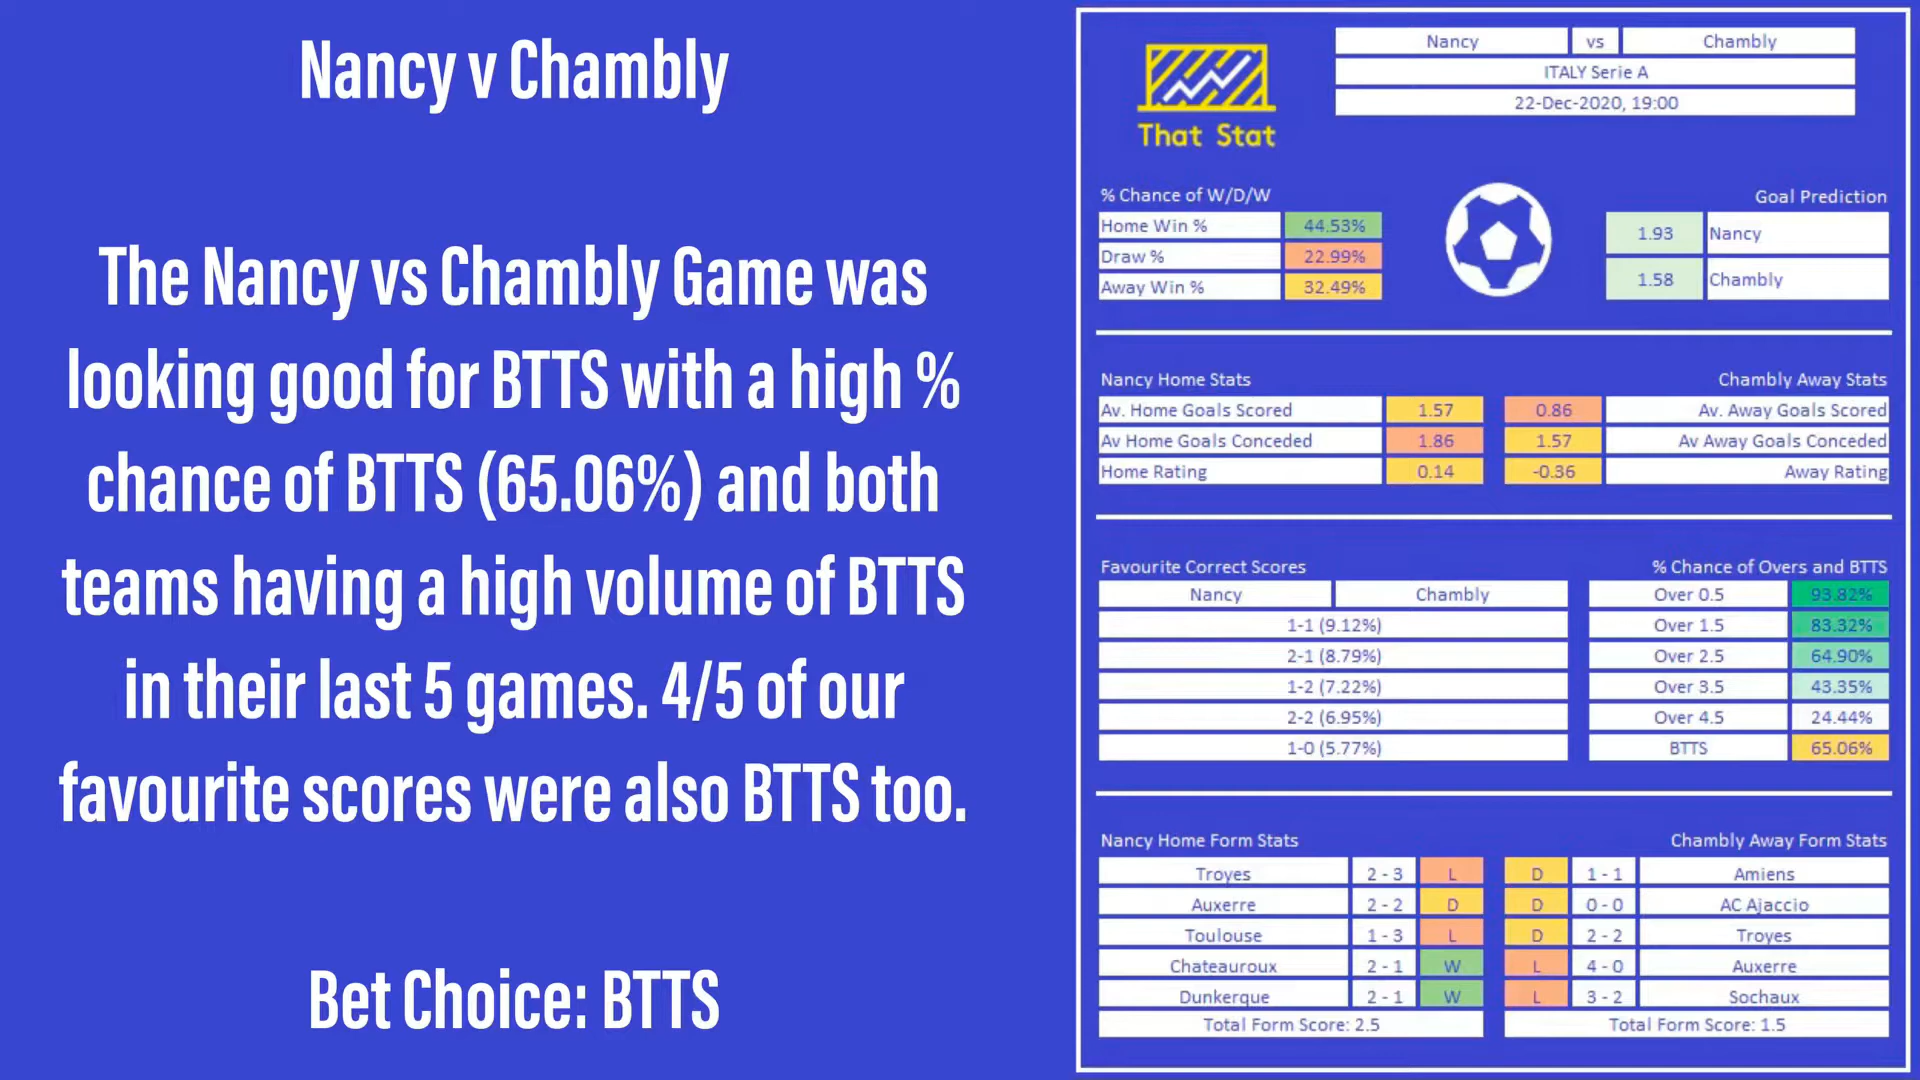 Nancy v Chambly
The Nancy vs Chambly Game was
looking good for BTTS with a high %
chance of BTTS (65.06%) and both
teams having a high volume of BTTS
in their last 5 games. 4/5 of our
favourite scores were also BTTS too.
Bet Choice: BTTS
That Stat
Nancy vs Chambly
ITALY Serie A
22-Dec-2020, 19:00
% Chance of W/D/W
Home Win % 44.53%
Draw % 22.99%
Away Win % 32.49%
Goal Prediction
1.93 Nancy
1.58 Chambly
Nancy Home Stats Chambly Away Stats
Av. Home Goals Scored 1.57 0.86 Av. Away Goals Scored
Av Home Goals Conceded 1.86 1.57 Av Away Goals Conceded
Home Rating 0.14 -0.36 Away Rating
Favourite Correct Scores
Nancy Chambly
1-1 (9.12%)
2-1 (8.79%)
1-2 (7.22%)
2-2 (6.95%)
1-0 (5.77%)
% Chance of Overs and BTTS
Over 0.5 93.82%
Over 1.5 83.32%
Over 2.5 64.90%
Over 3.5 43.35%
Over 4.5 24.44%
BTTS 65.06%
Nancy Home Form Stats
Troyes 2 - 3 L
Auxerre 2 - 2 D
Toulouse 1 - 3 L
Chateauroux 2 - 1 W
Dunkerque 2 - 1 W
Total Form Score: 2.5
Chambly Away Form Stats
D 1 - 1 Amiens
D 0 - 0 AC Ajaccio
D 2 - 2 Troyes
L 4 - 0 Auxerre
L 3 - 2 Sochaux
Total Form Score: 1.5